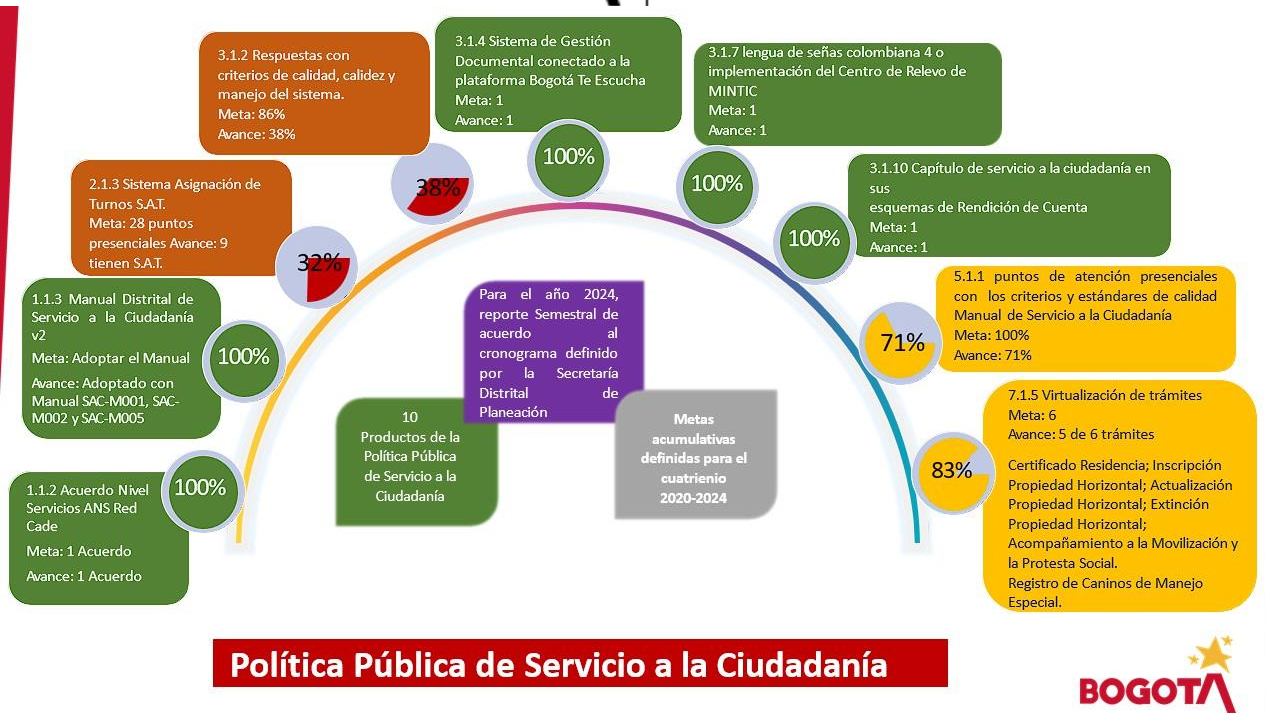 3.1.2 Respuestas con
criterios de calidad, calidez y
manejo del sistema.
Meta: 86%
Avance: 38%
3.1.4 Sistema de Gestión
Documental conectado a la
plataforma Bogotá Te Escucha
Meta: 1
Avance: 1
3.1.7 lengua de señas colombiana 4 o
implementación del Centro de Relevo de
MINTIC
Meta: 1
Avance: 1
2.1.3 Sistema Asignación de
Turnos S.A.T.
Meta: 28 puntos
presenciales Avance: 9
tienen S.A.T.
38%
100%
100%
3.1.10 Capítulo de servicio a la ciudadanía en
sus
esquemas de Rendición de Cuenta
Meta: 1
Avance: 1
32%
100%
1.1.3 Manual Distrital de
Servicio a la Ciudadanía
v2
Meta: Adoptar el Manual
Avance: Adoptado con
Manual SAC-M001, SAC-
M002 y SAC-M005
100%
Para el año 2024,
reporte Semestral de
acuerdo al
cronograma definido
por la Secretaría
Distrital de
Planeación
71%
5.1.1 puntos de atención presenciales
con los criterios y estándares de calidad
Manual de Servicio a la Ciudadanía
Meta: 100%
Avance: 71%
10
Productos de la
Política Pública
de Servicio a la
Ciudadanía
Metas
acumulativas
definidas para el
cuatrienio
2020-2024
83%
7.1.5 Virtualización de trámites
Meta: 6
Avance: 5 de 6 trámites
Certificado Residencia; Inscripción
Propiedad Horizontal; Actualización
Propiedad Horizontal; Extinción
Propiedad Horizontal;
Acompañamiento a la Movilización y
la Protesta Social.
Registro de Caninos de Manejo
Especial.
1.1.2 Acuerdo Nivel
Servicios ANS Red
Cade
Meta: 1 Acuerdo
Avance: 1 Acuerdo
100%
Política Pública de Servicio a la Ciudadanía
BOGOTÁ